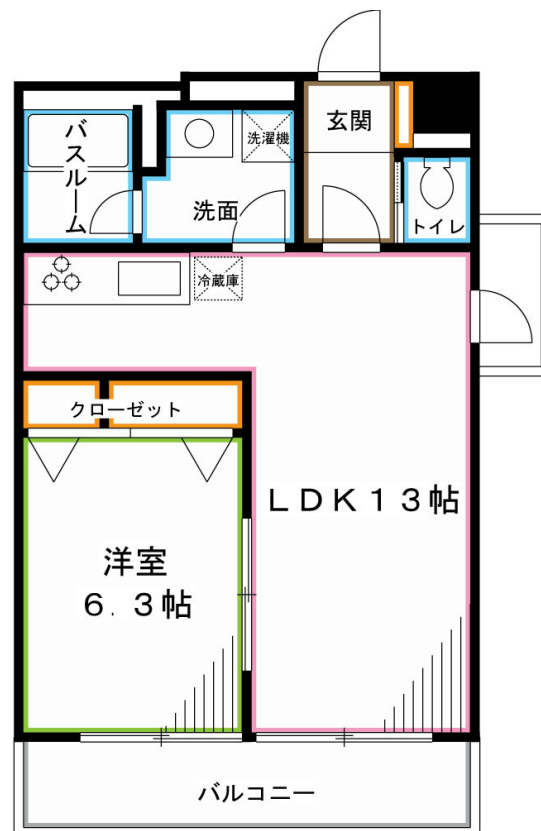 玄関
バスルーム
洗濯機
洗面
トイレ
冷蔵庫
クローゼット
LDK13帖
洋室
6.3帖
バルコニー